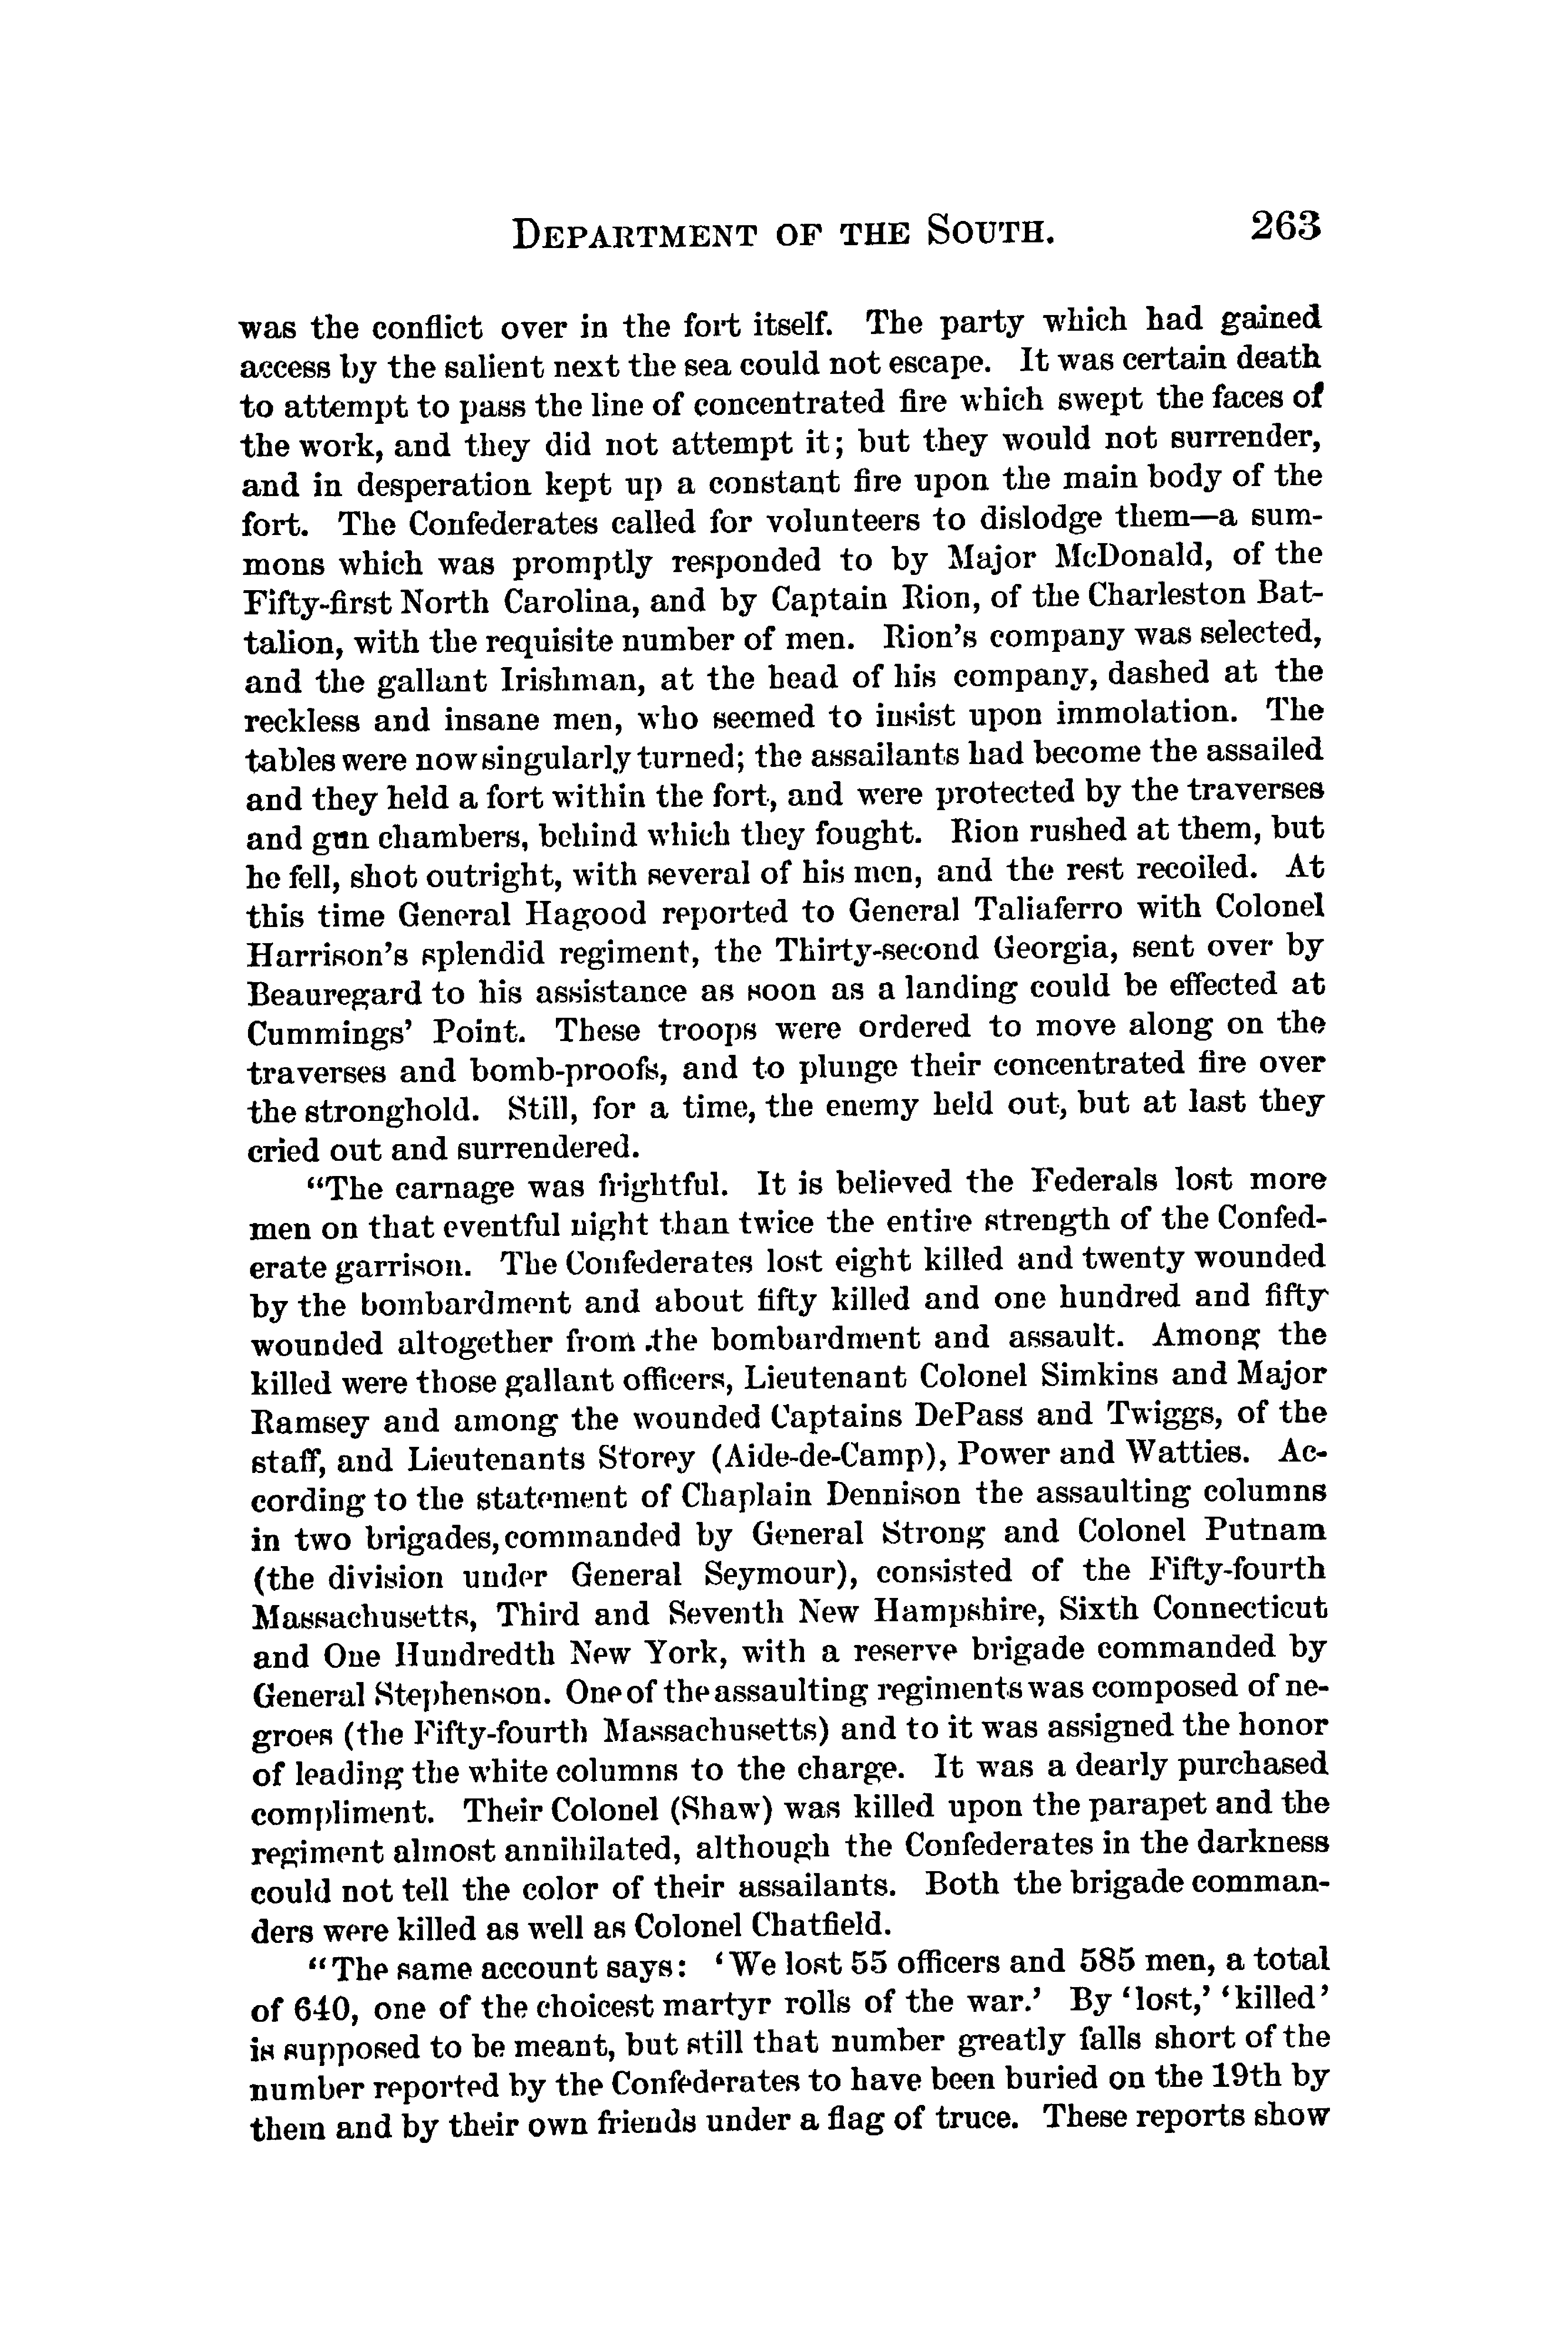 DEPARTMENT OF THE SOUTH. 263
was the conflict over in the fort itself. The party which had gained
access by the salient next the sea could not escape. It was certain death
to attempt to pass the line of concentrated fire which swept the faces of
the work, and they did not attempt it; but they would not surrender,
and in desperation kept up a constant fire upon the main body of the
fort. The Confederates called for volunteers to dislodge them—a sum-
mons which was promptly responded to by Major McDonald, of the
Fifty-first North Carolina, and by Captain Rion, of the Charleston Bat-
talion, with the requisite number of men. Rion's company was selected,
and the gallant Irishman, at the head of his company, dashed at the
reckless and insane men, who seemed to insist upon immolation. The
tables were now singularly turned; the assailants had become the assailed
and they held a fort within the fort, and were protected by the traverses
and gun chambers, behind which they fought. Rion rushed at them, but
he fell, shot outright, with several of his men, and the rest recoiled. At
this time General Hagood reported to General Taliaferro with Colonel
Harrison's splendid regiment, the Thirty-second Georgia, sent over by
Beauregard to his assistance as soon as a landing could be effected at
Cummings' Point. These troops were ordered to move along on the
traverses and bomb-proofs, and to plunge their concentrated fire over
the stronghold. Still, for a time, the enemy held out, but at last they
cried out and surrendered.
"The carnage was frightful. It is believed the Federals lost more
men on that eventful night than twice the entire strength of the Confed-
erate garrison. The Confederates lost eight killed and twenty wounded
by the bombardment and about fifty killed and one hundred and fifty
wounded altogether from the bombardment and assault. Among the
killed were those gallant officers, Lieutenant Colonel Simkins and Major
Ramsey and among the wounded Captains DePass and Twiggs, of the
staff, and Lieutenants Storey (Aide-de-Camp), Power and Watties. Ac-
cording to the statement of Chaplain Dennison the assaulting columns
in two brigades, commanded by General Strong and Colonel Putnam
(the division under General Seymour), consisted of the Fifty-fourth
Massachusetts, Third and Seventh New Hampshire, Sixth Connecticut
and One Hundredth New York, with a reserve brigade commanded by
General Stephenson. One of the assaulting regiments was composed of ne-
groes (the Fifty-fourth Massachusetts) and to it was assigned the honor
of leading the white columns to the charge. It was a dearly purchased
compliment. Their Colonel (Shaw) was killed upon the parapet and the
regiment almost annihilated, although the Confederates in the darkness
could not tell the color of their assailants. Both the brigade comman-
ders were killed as well as Colonel Chatfield.
"The same account says: 'We lost 55 officers and 585 men, a total
of 640, one of the choicest martyr rolls of the war.' By 'lost,' 'killed'
is supposed to be meant, but still that number greatly falls short of the
number reported by the Confederates to have been buried on the 19th by
them and by their own friends under a flag of truce. These reports show